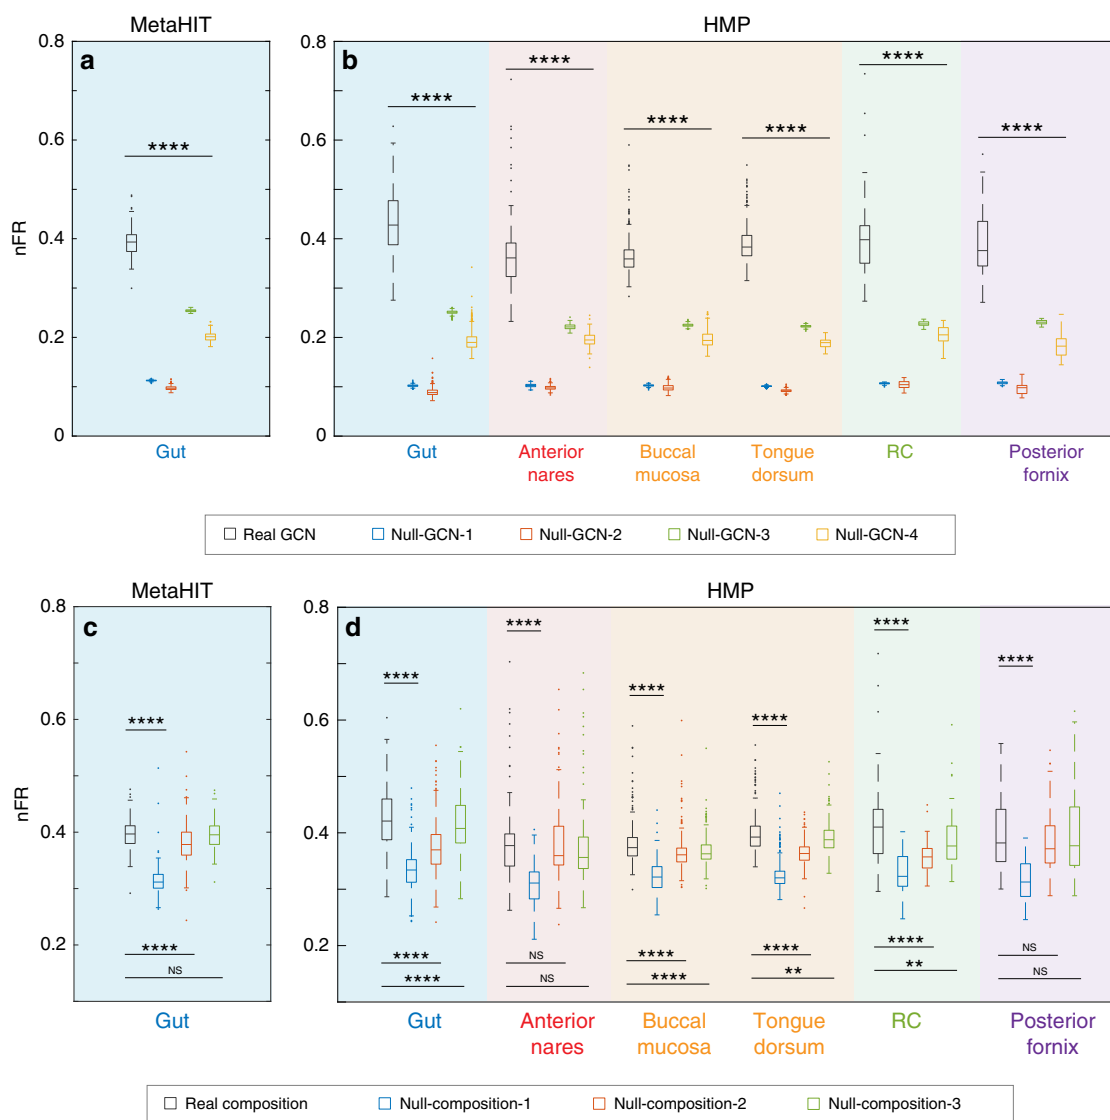 MetaHIT
HMP
0.8
0.6
0.4
0.2
0
nFR
a
****
Gut
0.8
0.6
0.4
0.2
0
b
****
****
****
****
****
****
Gut
Anterior
nares
Buccal
mucosa
Tongue
dorsum
RC
Posterior
fornix
Real GCN
Null-GCN-1
Null-GCN-2
Null-GCN-3
Null-GCN-4
MetaHIT
HMP
0.8
0.6
0.4
0.2
nFR
c
****
****
NS
Gut
0.8
0.6
0.4
0.2
d
****
****
****
****
****
****
****
****
NS
NS
****
****
****
**
****
**
NS
NS
Gut
Anterior
nares
Buccal
mucosa
Tongue
dorsum
RC
Posterior
fornix
Real composition
Null-composition-1
Null-composition-2
Null-composition-3